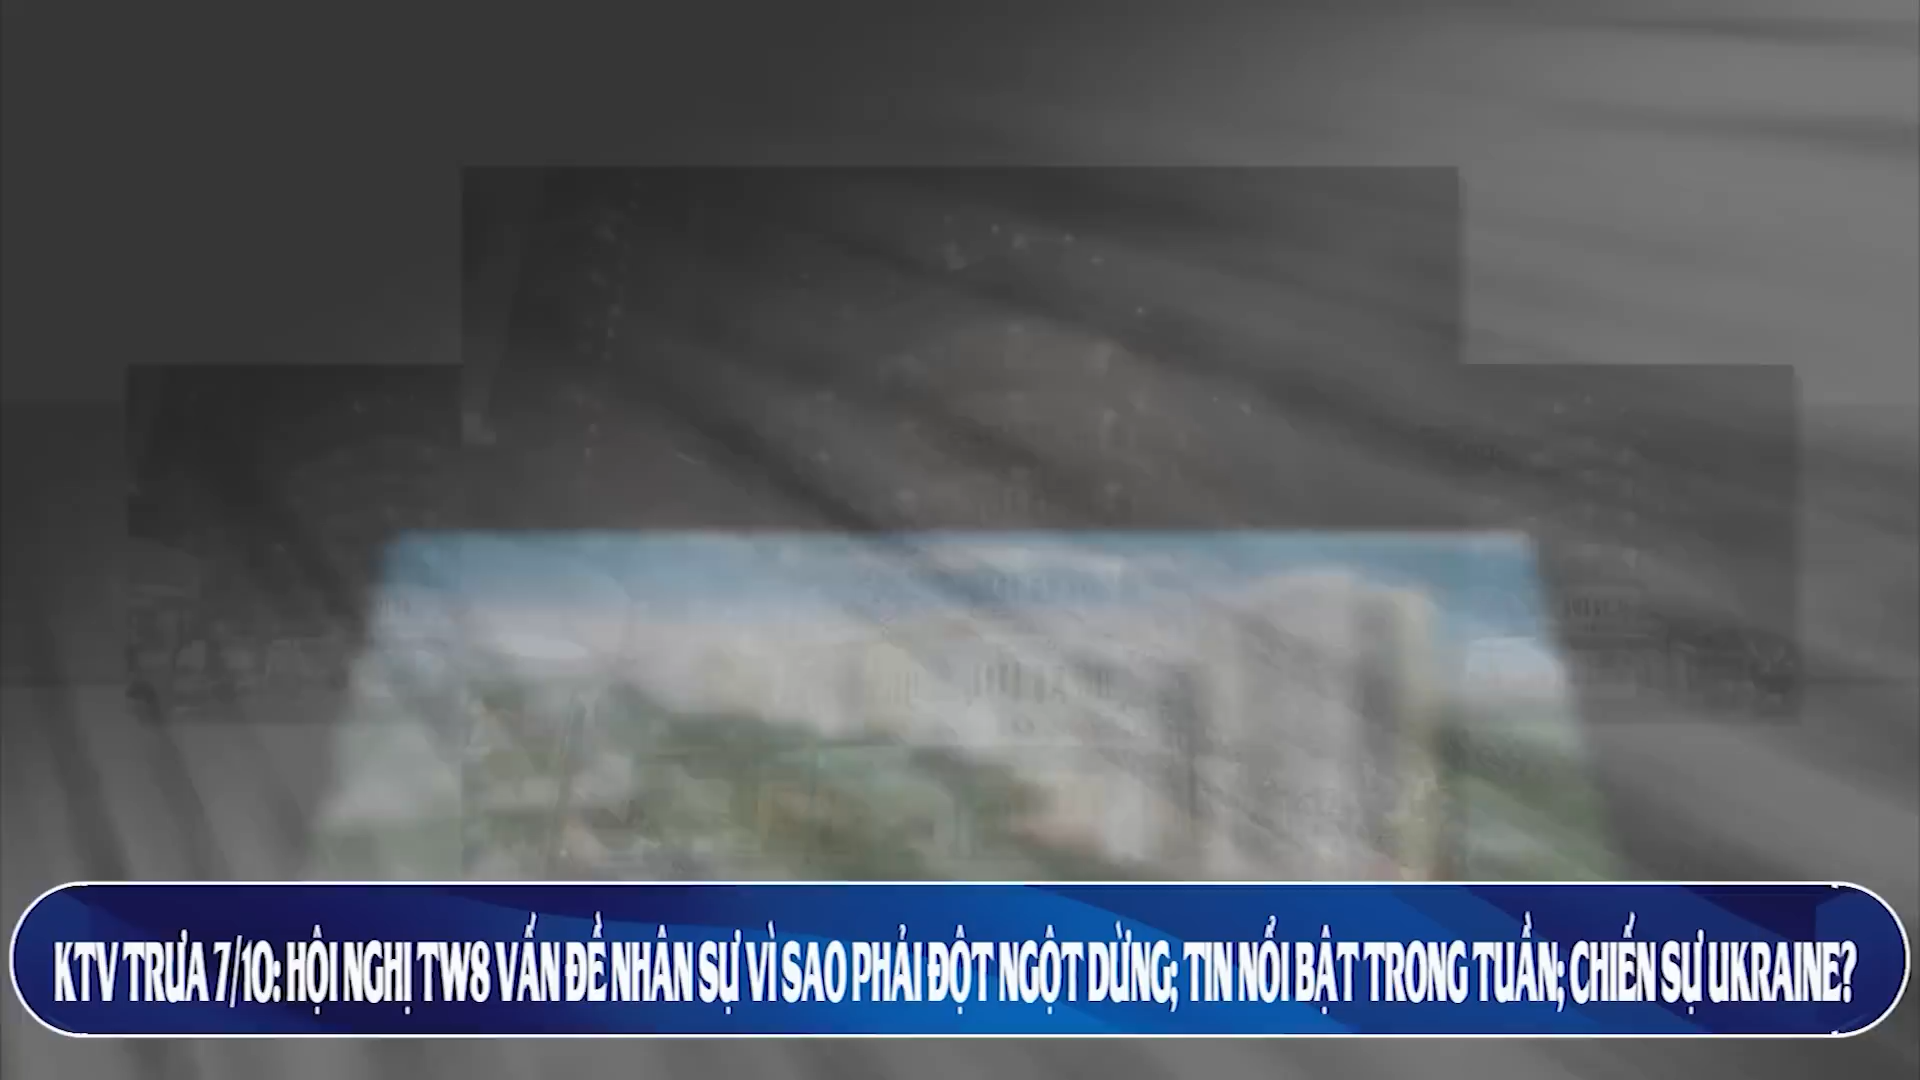 KTV TRƯA 7/10: HỘI NGHỊ TW8 VẤN ĐỀ NHÂN SỰ VÌ SAO PHẢI ĐỘT NGỘT DỪNG; TIN NỔI BẬT TRONG TUẦN; CHIẾN SỰ UKRAINE?